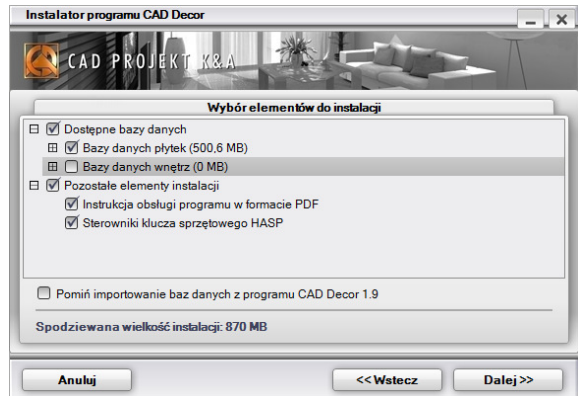 Instalator programu CAD Decor
CAD PROJEKT K&A
Wybór elementów do instalacji
Dostępne bazy danych
Bazy danych płytek (500,6 MB)
Bazy danych wnętrz (0 MB)
Pozostałe elementy instalacji
Instrukcja obsługi programu w formacie PDF
Sterowniki klucza sprzętowego HASP
Pomiń importowanie baz danych z programu CAD Decor 1.9
Spodziewana wielkość instalacji: 870 MB
Anuluj
<<Wstecz
Dalej>>